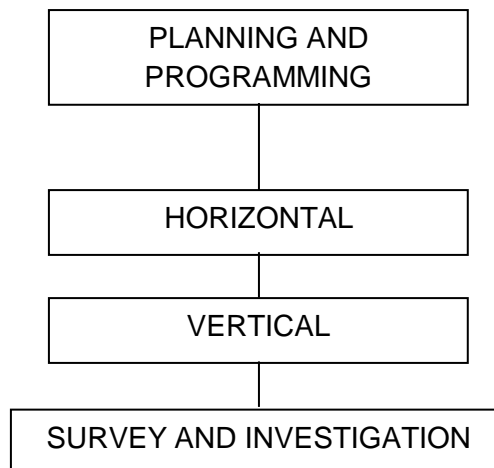 PLANNING AND
PROGRAMMING
HORIZONTAL
VERTICAL
SURVEY AND INVESTIGATION